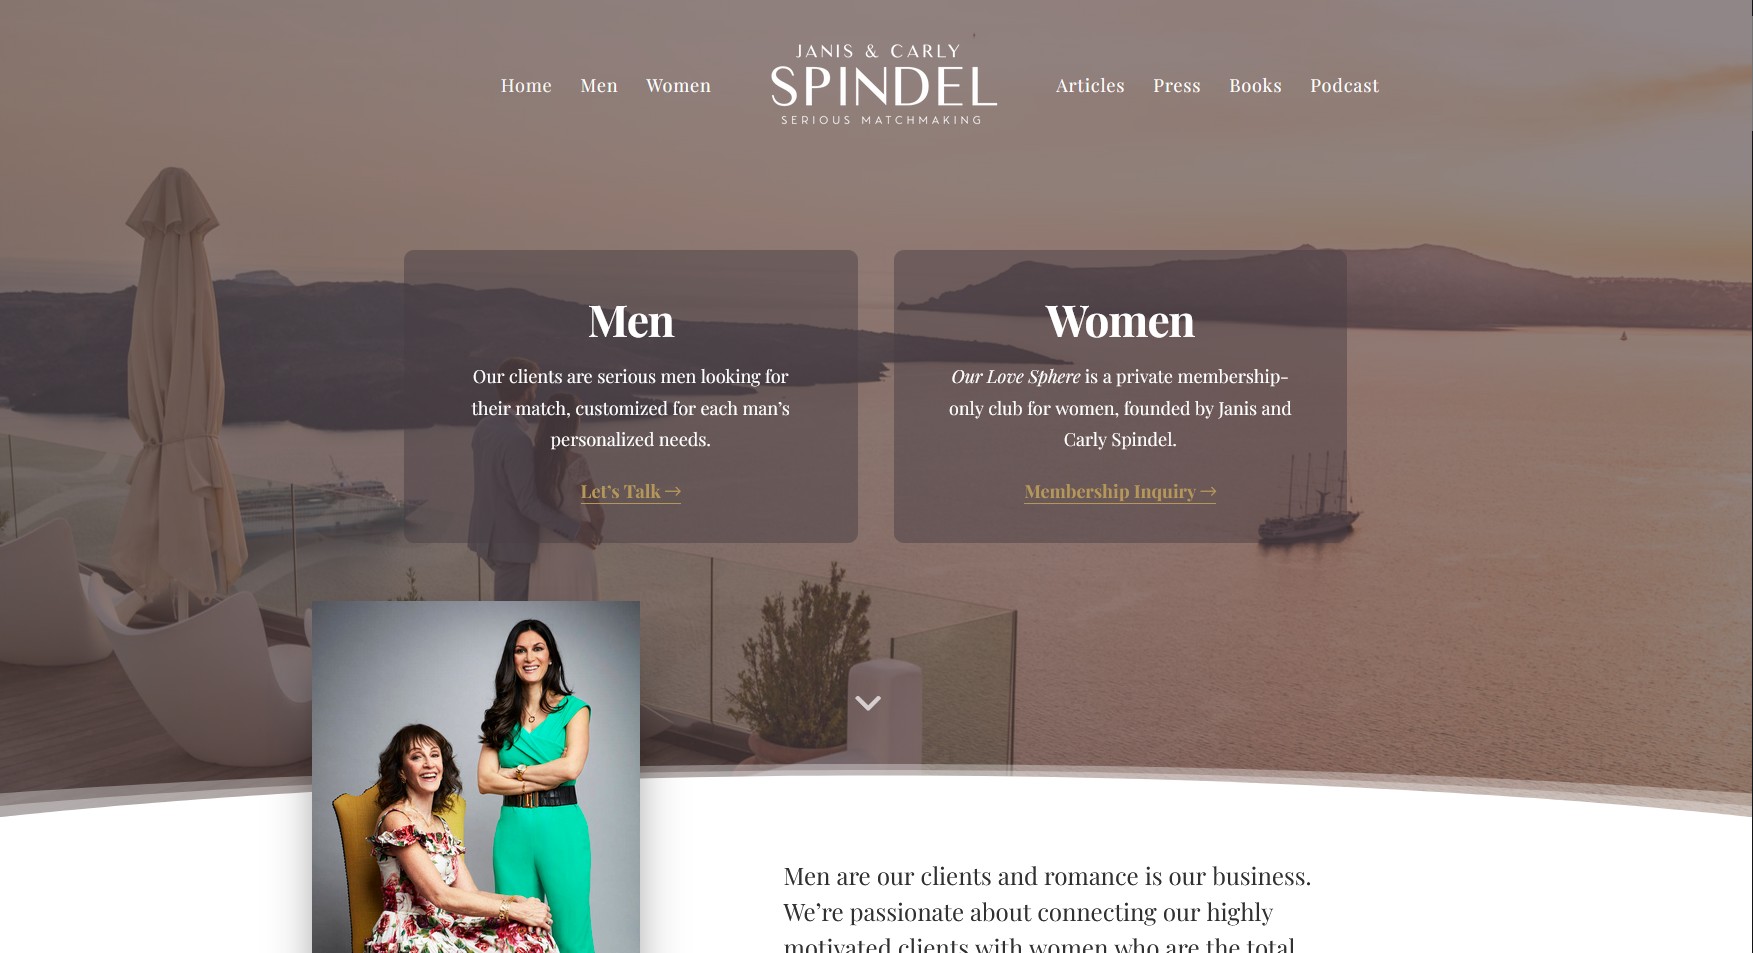 Home
Men
Women
JANIS & CARLY
SPINDEL
SERIOUS MATCHMAKING
Articles
Press
Books
Podcast
Men
Our clients are serious men looking for
their match, customized for each man’s
personalized needs.
Let’s Talk →
Women
Our Love Sphere is a private membership-
only club for women, founded by Janis and
Carly Spindel.
Membership Inquiry →
Men are our clients and romance is our business.
We’re passionate about connecting our highly
motivated clients with women who are the total